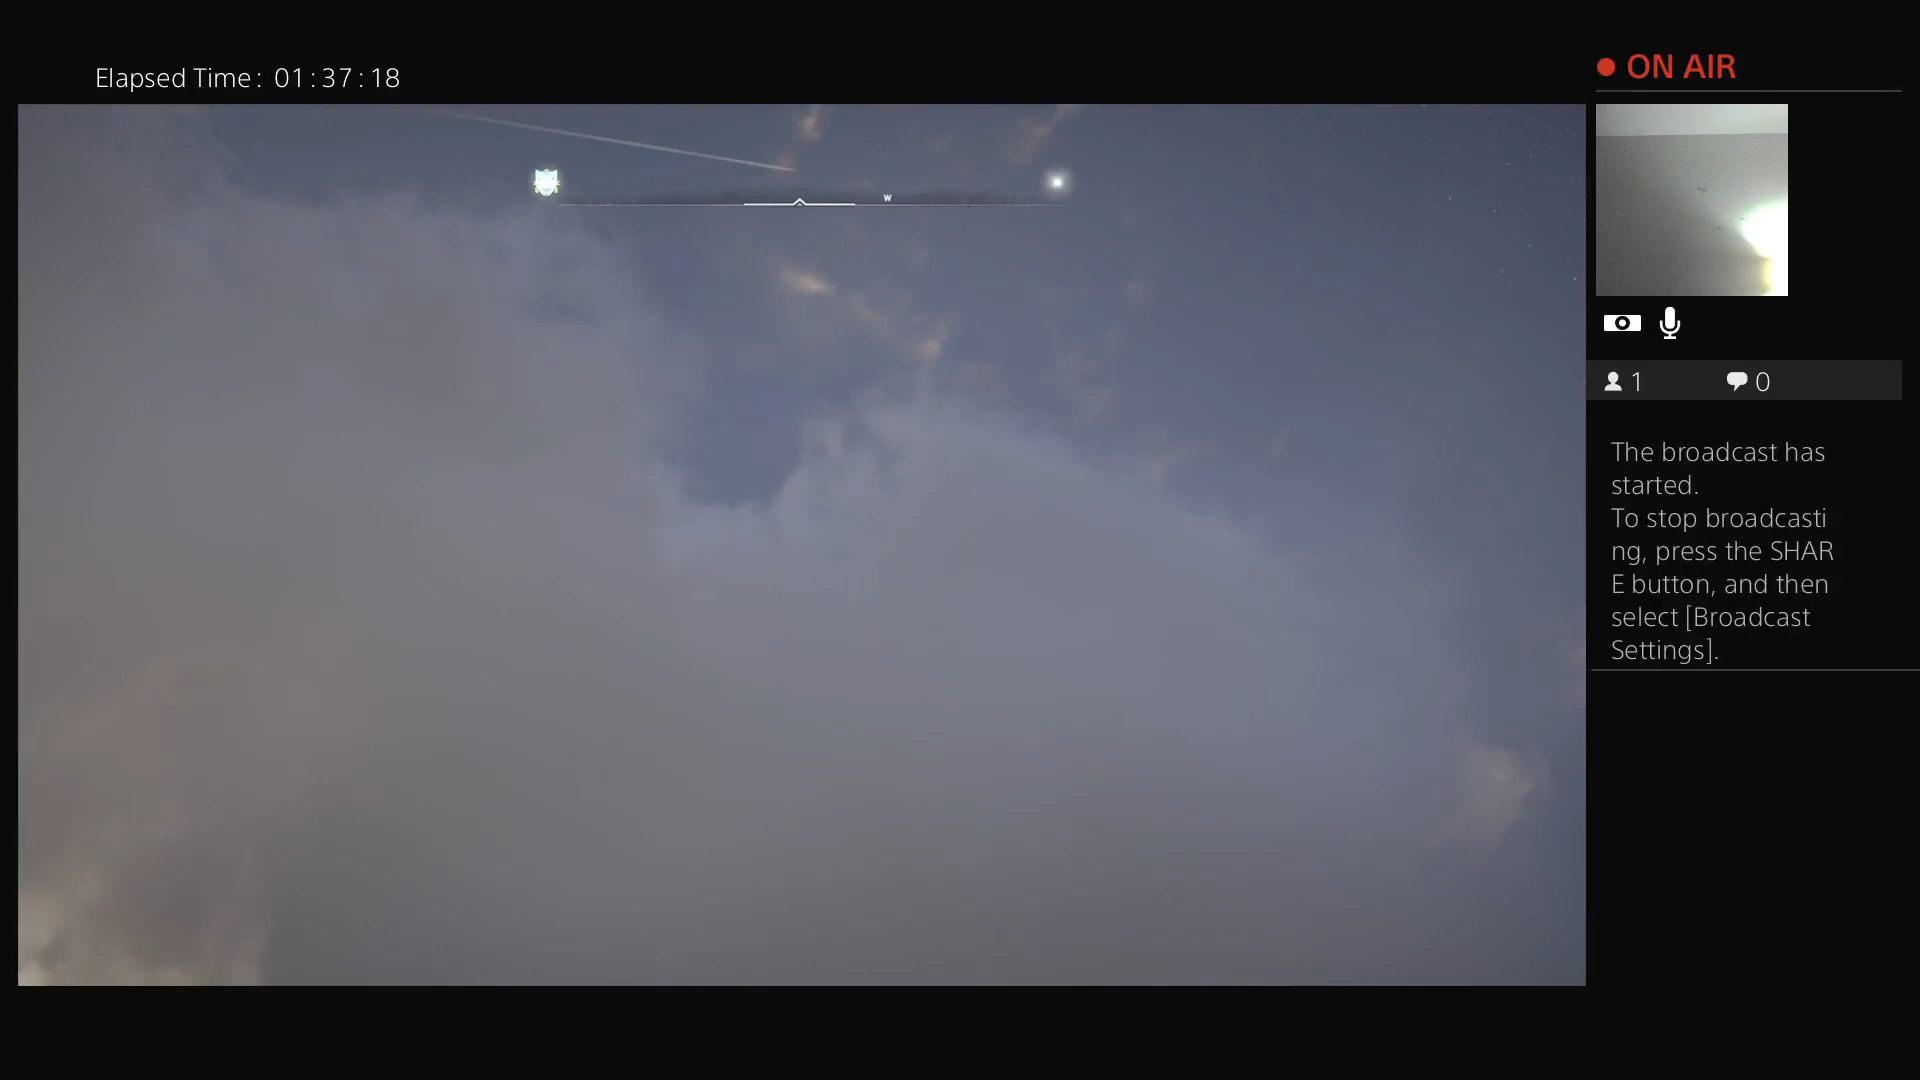 Elapsed Time: 01:37:18
ON AIR
W
1
0
The broadcast has
started.
To stop broadcasti
ng, press the SHAR
E button, and then
select [Broadcast
Settings].